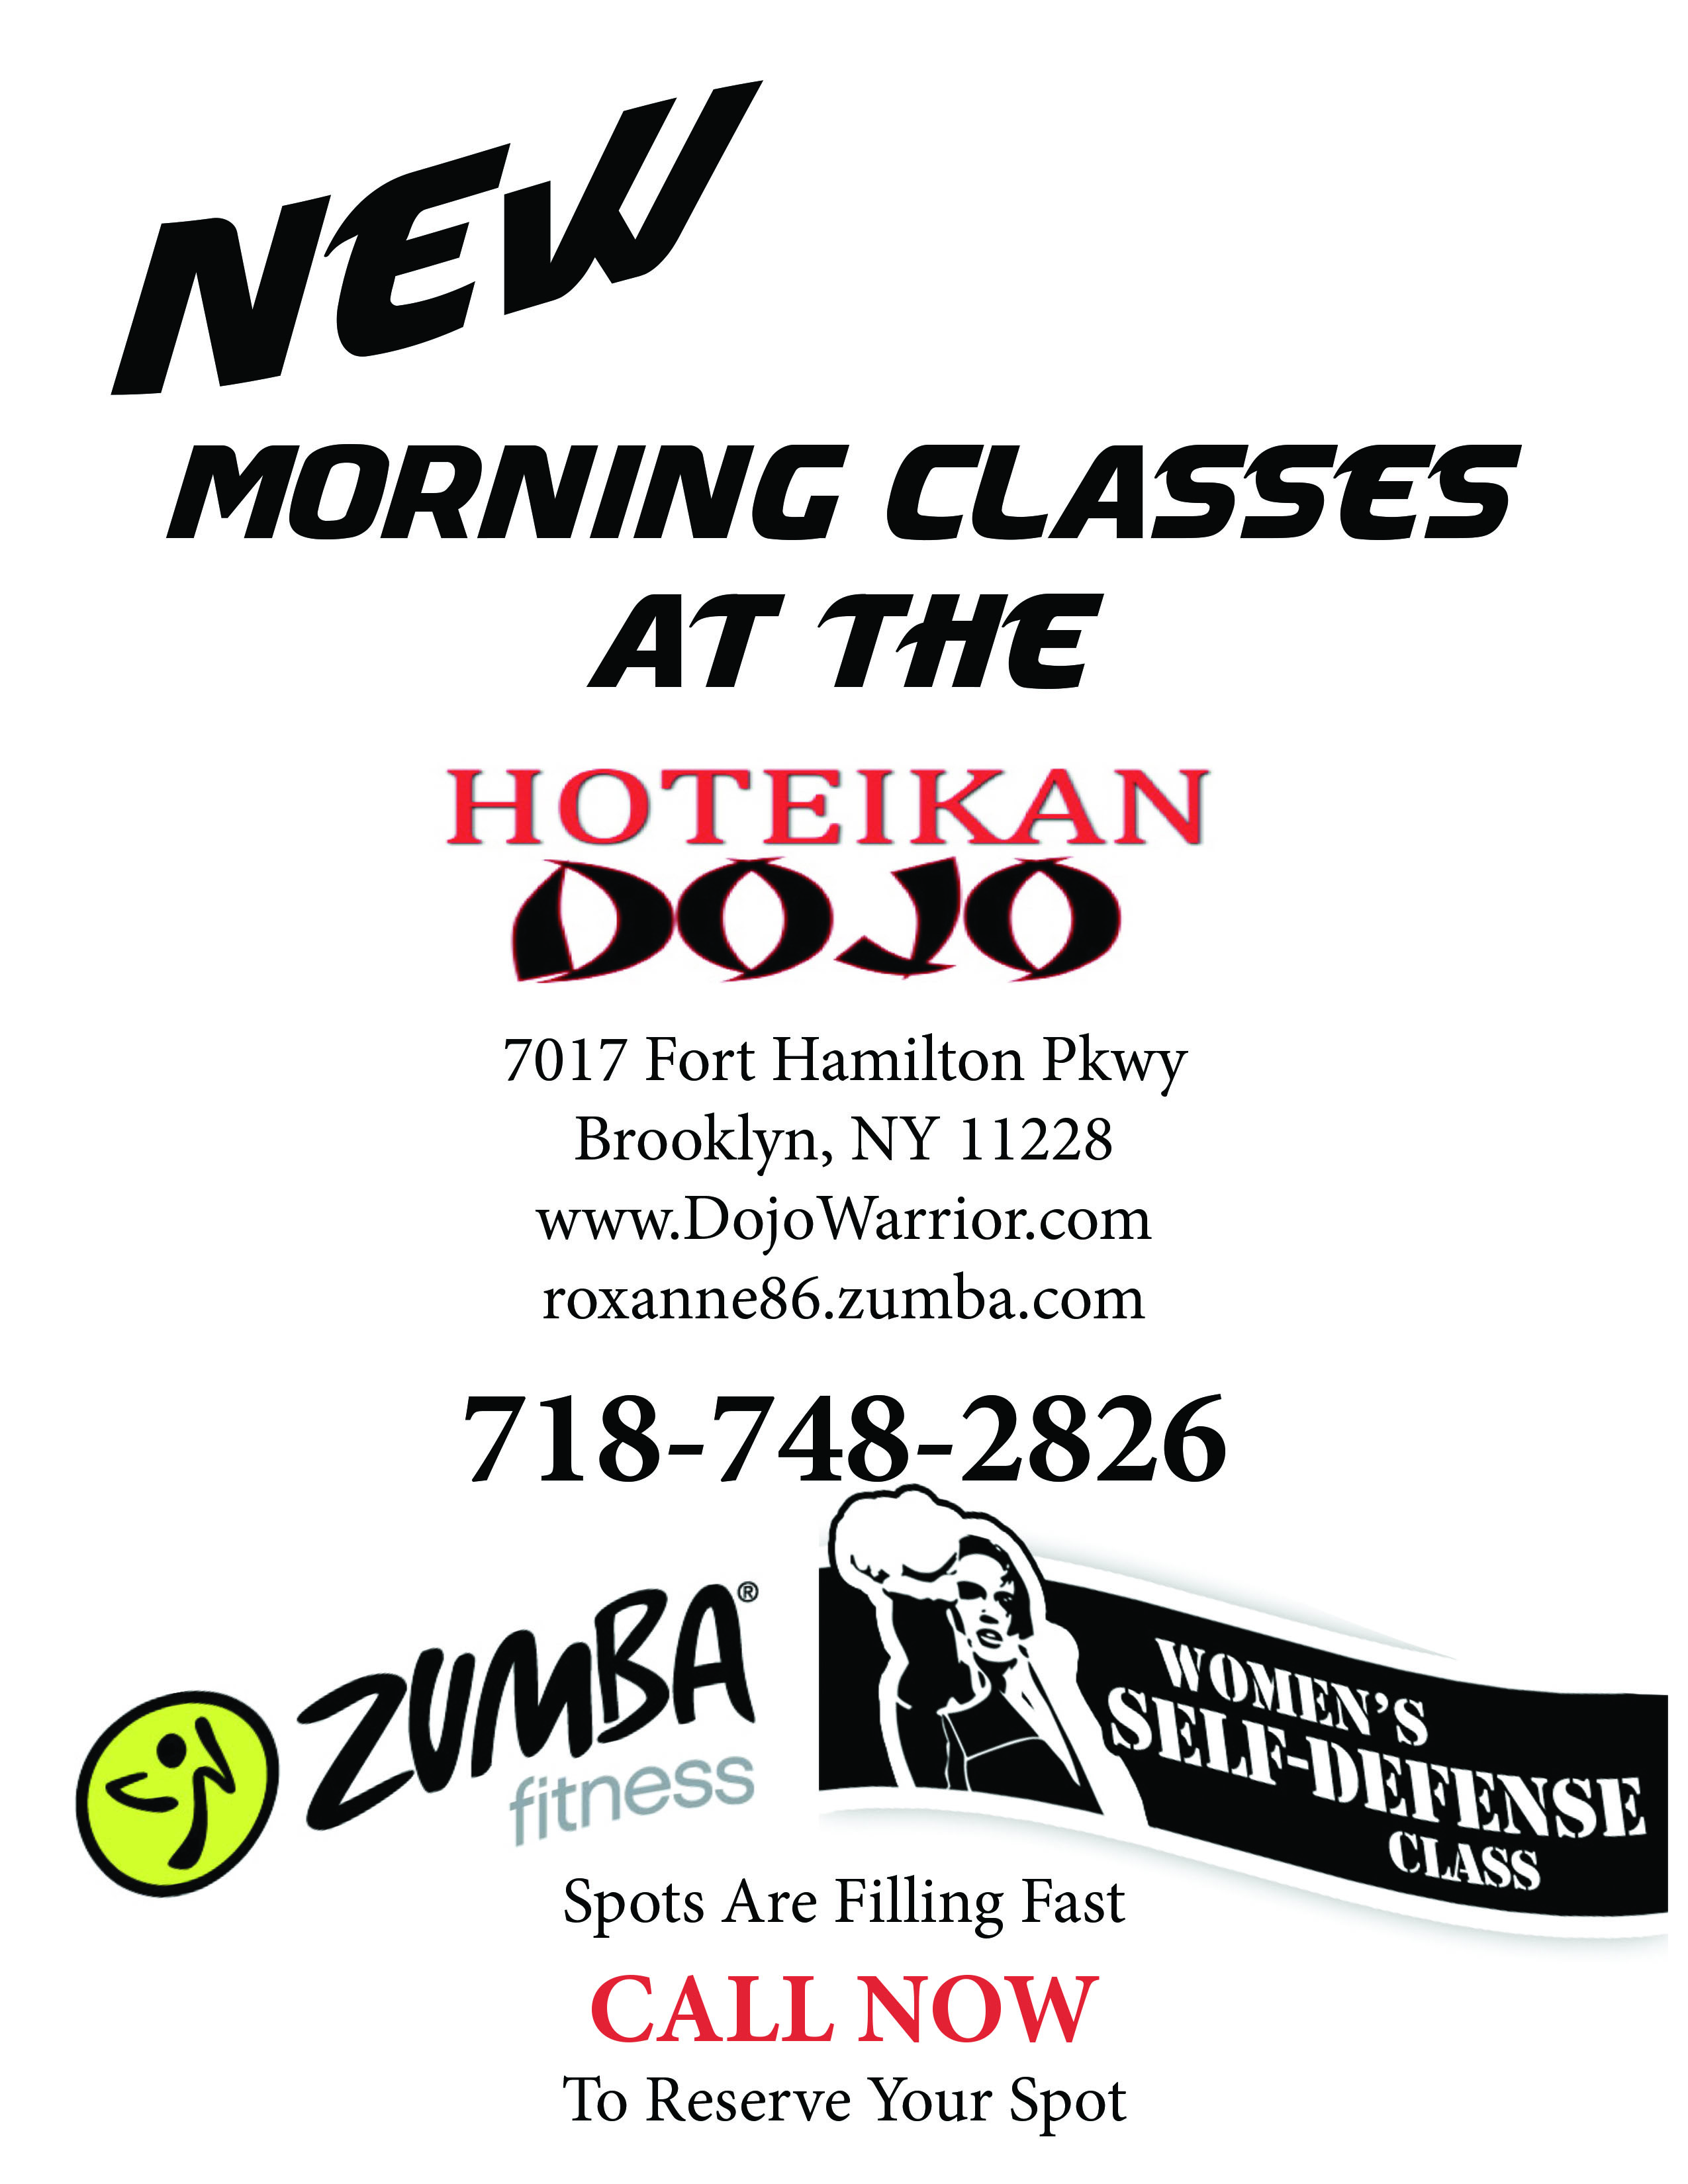 NEW
MORNING CLASSES
AT THE
HOTEIKAN
DOJO
7017 Fort Hamilton Pkwy
Brooklyn, NY 11228
www.DojoWarrior.com
roxanne86.zumba.com
718-748-2826
ZUMBA®
fitness
WOMEN'S
SELF-DEFENSE
CLASS
Spots Are Filling Fast
CALL NOW
To Reserve Your Spot